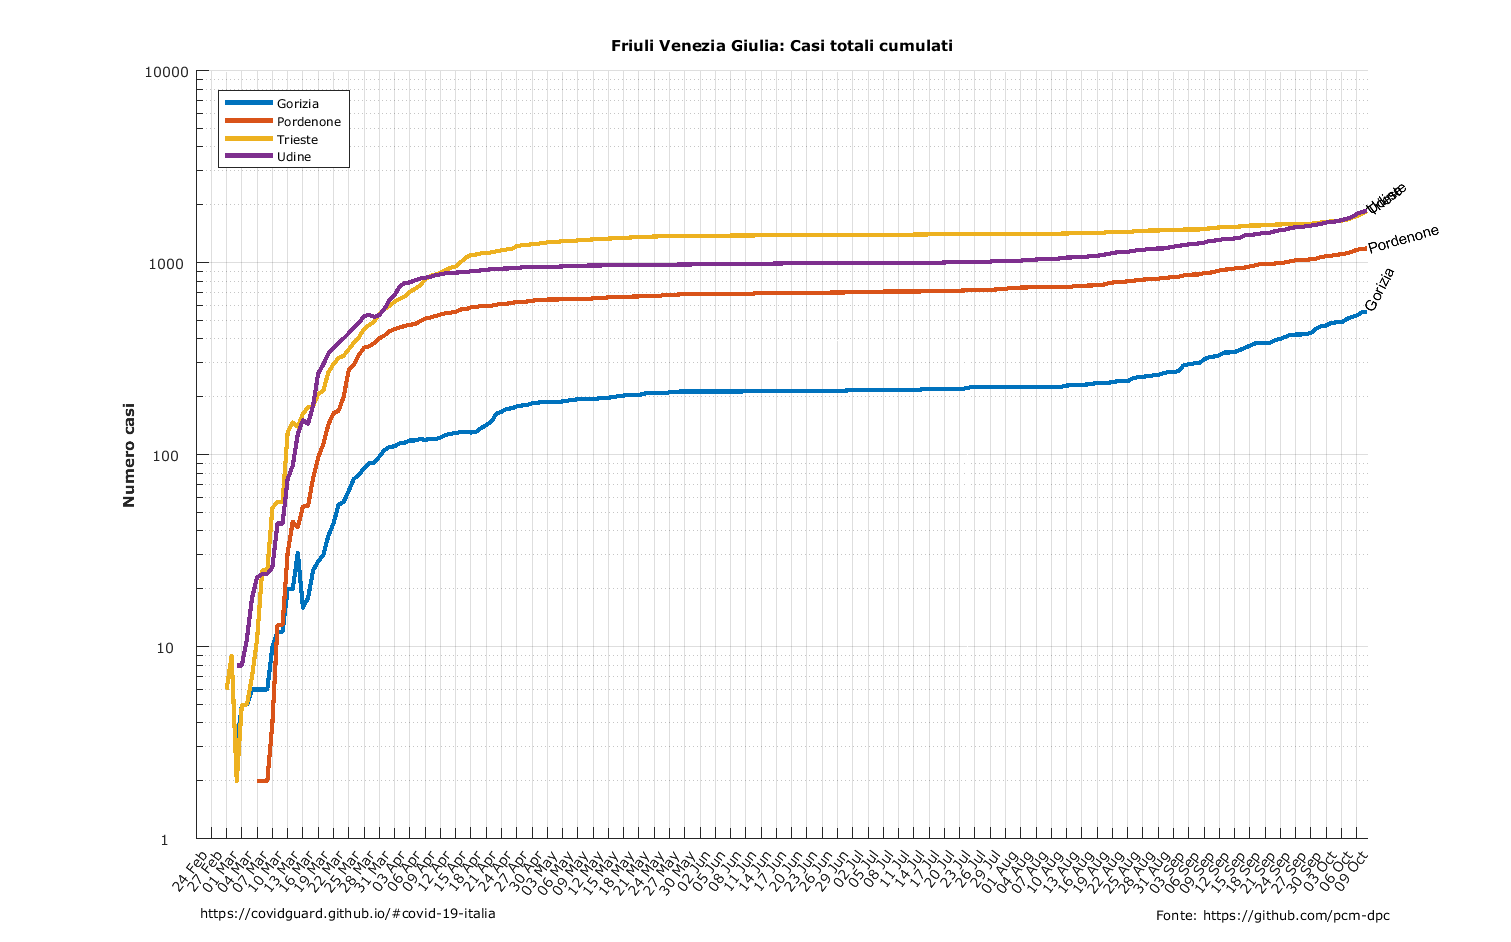 Friuli Venezia Giulia: Casi totali cumulati
10000
1000
100
10
1
Numero casi
Gorizia
Pordenone
Trieste
Udine
Trieste
Udine
Pordenone
Gorizia
24 Feb
27 Feb
01 Mar
04 Mar
07 Mar
10 Mar
13 Mar
16 Mar
19 Mar
22 Mar
25 Mar
28 Mar
31 Mar
03 Apr
06 Apr
09 Apr
12 Apr
15 Apr
18 Apr
21 Apr
24 Apr
27 Apr
30 Apr
03 May
06 May
09 May
12 May
15 May
18 May
21 May
24 May
27 May
30 May
02 Jun
05 Jun
08 Jun
11 Jun
14 Jun
17 Jun
20 Jun
23 Jun
26 Jun
29 Jun
02 Jul
05 Jul
08 Jul
11 Jul
14 Jul
17 Jul
20 Jul
23 Jul
26 Jul
29 Jul
01 Aug
04 Aug
07 Aug
10 Aug
13 Aug
16 Aug
19 Aug
22 Aug
25 Aug
28 Aug
31 Aug
03 Sep
06 Sep
09 Sep
12 Sep
15 Sep
18 Sep
21 Sep
24 Sep
27 Sep
30 Sep
03 Oct
06 Oct
09 Oct
https://covidguard.github.io/#covid-19-italia
Fonte: https://github.com/pcm-dpc